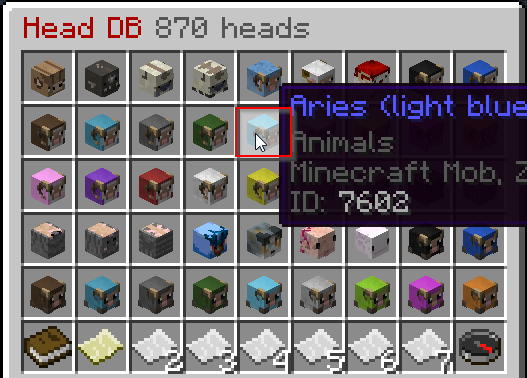 Head DB 870 heads
Aries (light blue
Animals
Minecraft Mob, Z
ID: 7602
2 3 4 5 6 7